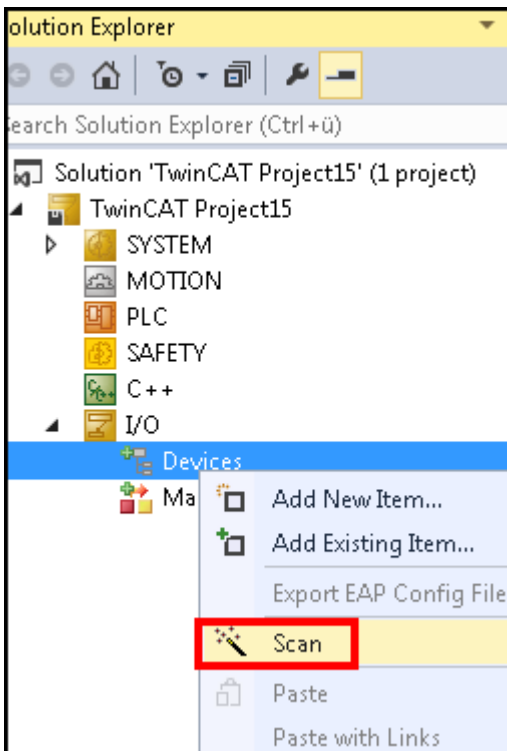 olution Explorer
Search Solution Explorer (Ctrl+ü)
Solution 'TwinCAT Project15' (1 project)
TwinCAT Project15
SYSTEM
MOTION
PLC
SAFETY
C++
I/O
Devices
Ma
Add New Item...
Add Existing Item...
Export EAP Config File
Scan
Paste
Paste with Links